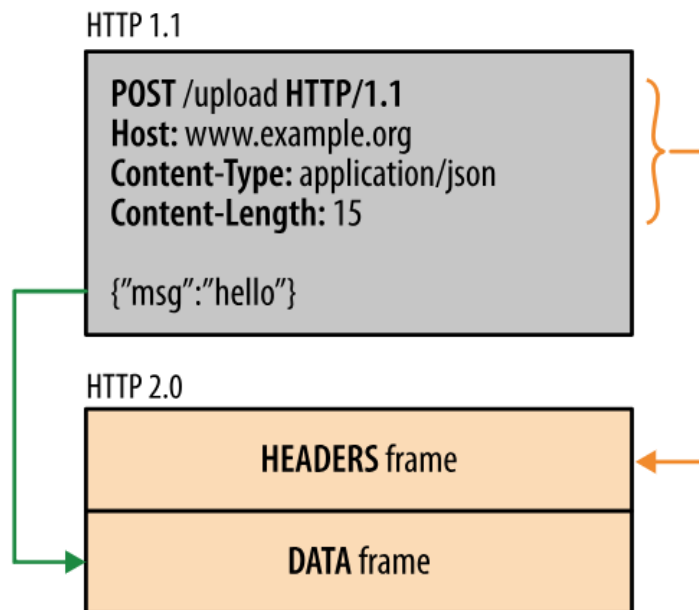 HTTP 1.1
POST /upload HTTP/1.1
Host: www.example.org
Content-Type: application/json
Content-Length: 15
{”msg”:”hello”}
HTTP 2.0
HEADERS frame
DATA frame